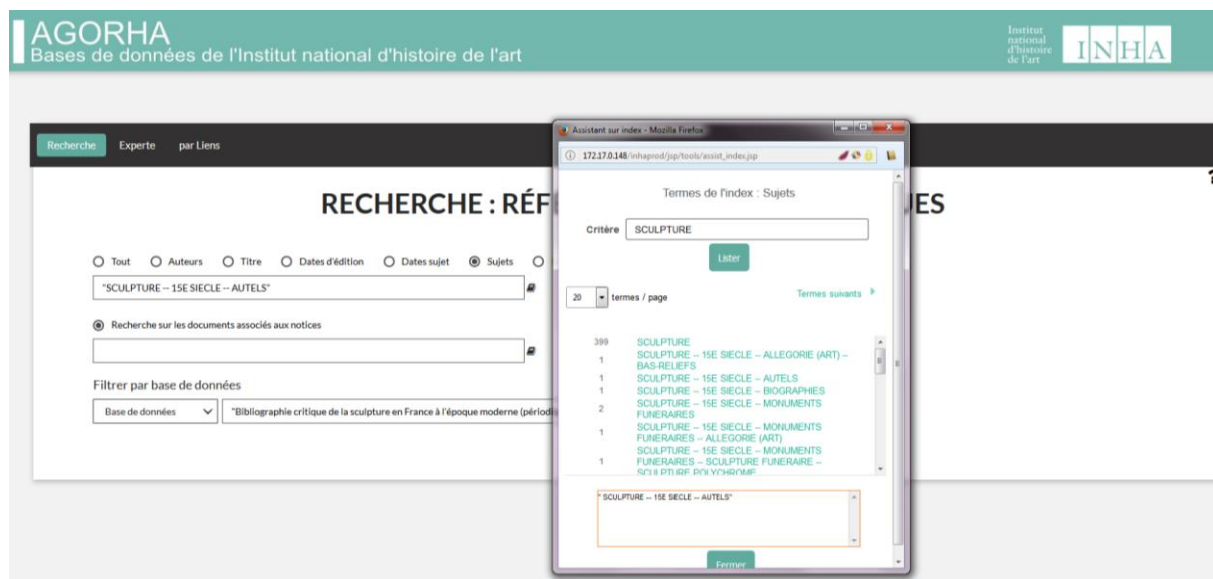 AGORHA
Bases de données de l'Institut national d'histoire de l'art
Institut
national
d'histoire
de l'art
INHA
Recherche Experte par Liens
RECHERCHE : RÉF
UES
Tout Auteurs Titre Dates d'édition Dates sujet Sujets
"SCULPTURE -- 15E SIECLE -- AUTELS"
Recherche sur les documents associés aux notices
Filtrer par base de données
Base de données "Bibliographie critique de la sculpture en France à l'époque moderne (périodi
Assistent sur index - Mozilla Firefox
172.17.0.148/inhaprod/jsp/tools/assist_index.jsp
Termes de l'index : Sujets
Critère SCULPTURE
Lister
20 termes / page Termes suivants
399 SCULPTURE
1 SCULPTURE -- 15E SIECLE -- ALLEGORIE (ART) --
BAS-RELIEFS
1 SCULPTURE -- 15E SIECLE -- AUTELS
1 SCULPTURE -- 15E SIECLE -- BIOGRAPHIES
2 SCULPTURE -- 15E SIECLE -- MONUMENTS
FUNERAIRES
1 SCULPTURE -- 15E SIECLE -- MONUMENTS
FUNERAIRES -- ALLEGORIE (ART)
1 SCULPTURE -- 15E SIECLE -- MONUMENTS
FUNERAIRES -- SCULPTURE FUNERAIRE --
SCULPTURE POLYCHROME
" SCULPTURE -- 15E SIECLE -- AUTELS"
Fermer